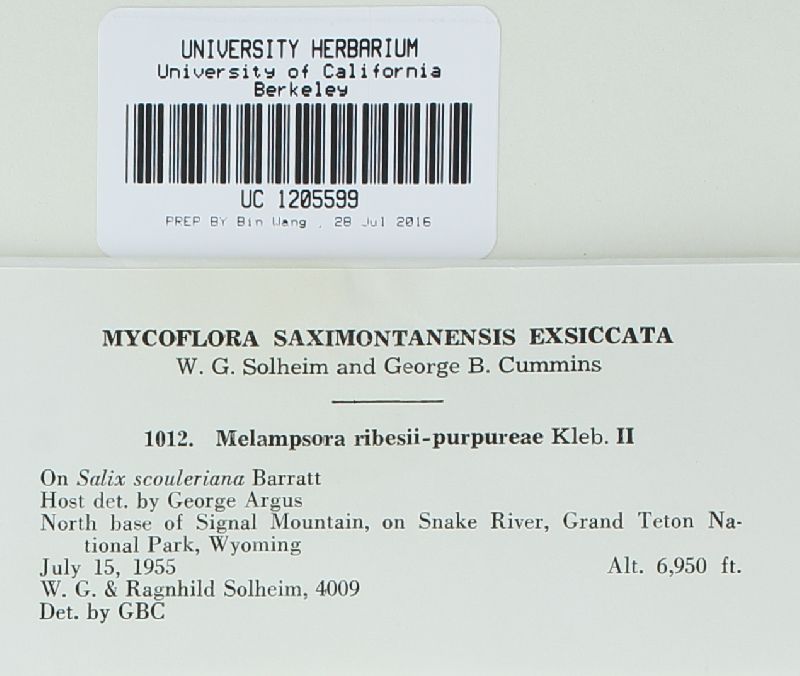 UNIVERSITY HERBARIUM
University of California
Berkeley
UC 1205599
PREP BY Bin Wang , 28 Jul 2016
MYCOFLORA SAXIMONTANENSIS EXSICCATA
W. G. Solheim and George B. Cummins
1012. Melampsora ribesii-purpureae Kleb. II
On Salix scouleriana Barratt
Host det. by George Argus
North base of Signal Mountain, on Snake River, Grand Teton Na-
tional Park, Wyoming
July 15, 1955 Alt. 6,950 ft.
W. G. & Ragnhild Solheim, 4009
Det. by GBC